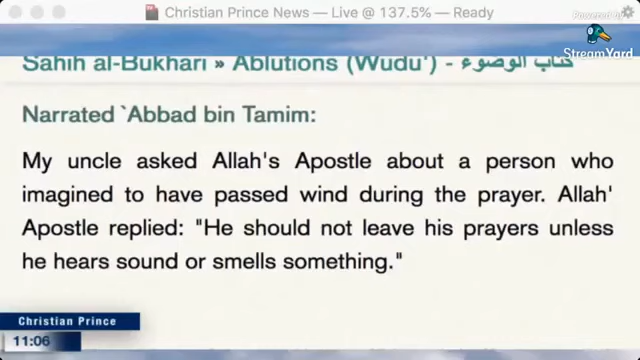 Christian Prince News — Live @ 137.5% — Ready
Powered by
StreamYard
Sahih al-Bukhari » Ablutions (Wudu') - كتاب الوضوء
Narrated `Abbad bin Tamim:
My uncle asked Allah's Apostle about a person who
imagined to have passed wind during the prayer. Allah'
Apostle replied: "He should not leave his prayers unless
he hears sound or smells something."
Christian Prince
11:06